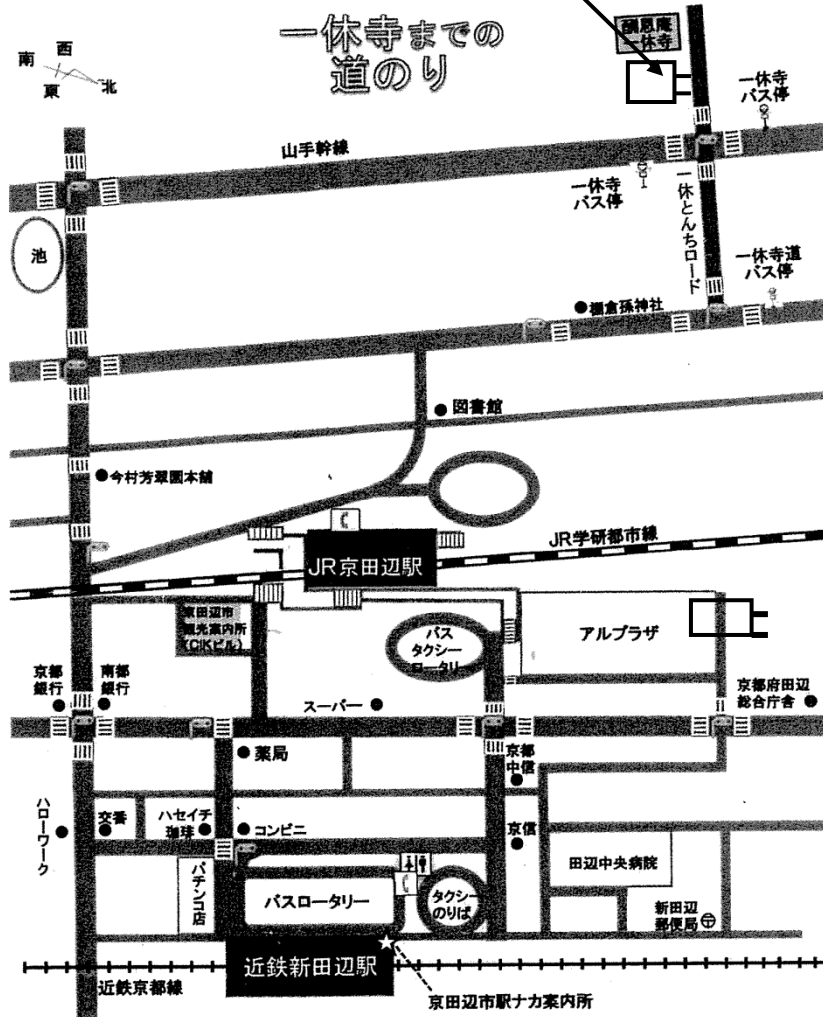 一休寺までの
道のり
南
西
東
北
酬恩庵
一休寺
一休寺
バス停
山手幹線
一休寺
バス停
一休とんちロード
一休寺道
バス停
池
棚倉孫神社
図書館
今村芳翠園本舗
JR学研都市線
JR京田辺駅
京田辺市
観光案内所
(CIKビル)
バス
タクシー
ロータリー
アルプラザ
京都
銀行
南都
銀行
スーパー
京都府田辺
総合庁舎
薬局
京都
中信
ハローワーク
交番
ハセイチ
珈琲
コンビニ
京信
パチンコ店
バスロータリー
タクシー
のりば
田辺中央病院
新田辺
郵便局
近鉄新田辺駅
近鉄京都線
京田辺市駅ナカ案内所